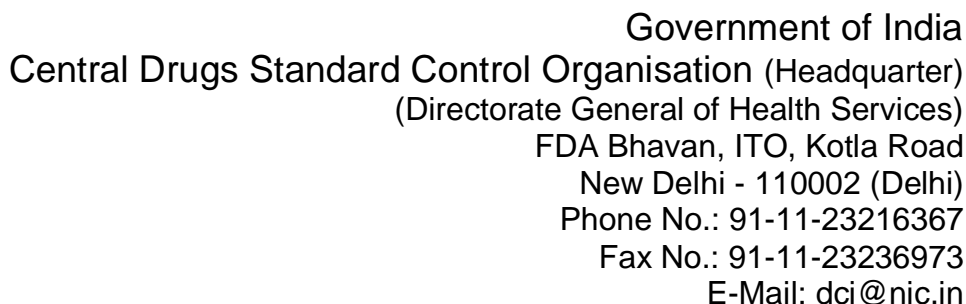 Government of India
Central Drugs Standard Control Organisation (Headquarter)
(Directorate General of Health Services)
FDA Bhavan, ITO, Kotla Road
New Delhi - 110002 (Delhi)
Phone No.: 91-11-23216367
Fax No.: 91-11-23236973
E-Mail: dci@nic.in